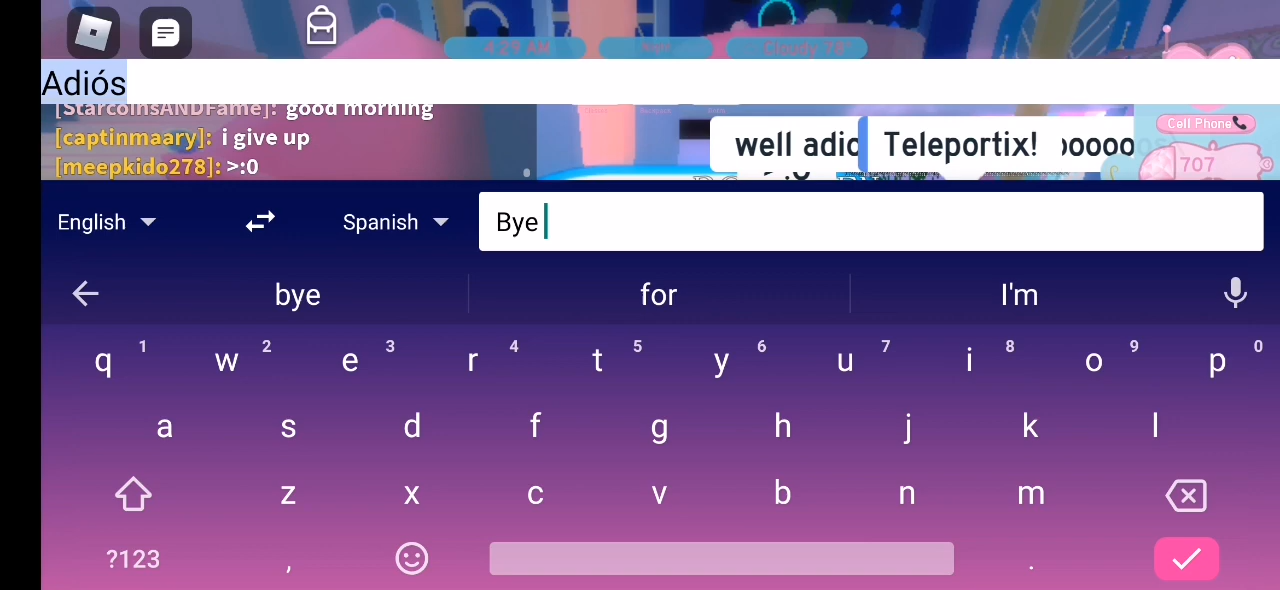 4:29 AM
Night
Cloudy 78°
Adiós
[StarcoinsANDFame]: good morning
[captinmaary]: i give up
[meepkido278]: >:0
well adio
Teleportix!
Cell Phone
707
English
Spanish
Bye
bye
for
I'm
q 1 w 2 e 3 r 4 t 5 y 6 u 7 i 8 o 9 p 0
a s d f g h j k l
z x c v b n m
?123 , .